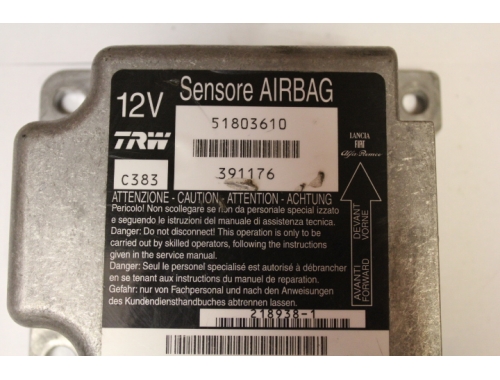 Sensore AIRBAG
12V
51803610
TRW
391176
C383
LANCIA
FIAT
Alfa Romeo
ATTENZIONE - CAUTION - ATTENTION - ACHTUNG
Pericolo! Non scollegare se non da personale special izzato
e seguendo le istruzioni del manuale di assistenza tecnica.
Danger: Do not disconnect! This operation is only to be
carried out by skilled operators, following the instructions
given in the service manual.
Danger: Seul le personnel spécialisé est autorisé à débrancher
en se tenant aux instructions du manuel de reparation.
Gefahr: nur von Fachpersonal und nach den Anweisungen
des Kundendiensthandbuches abtrennen lassen.
AVANTI DEVANT
FORWARD VORNE
218938-1